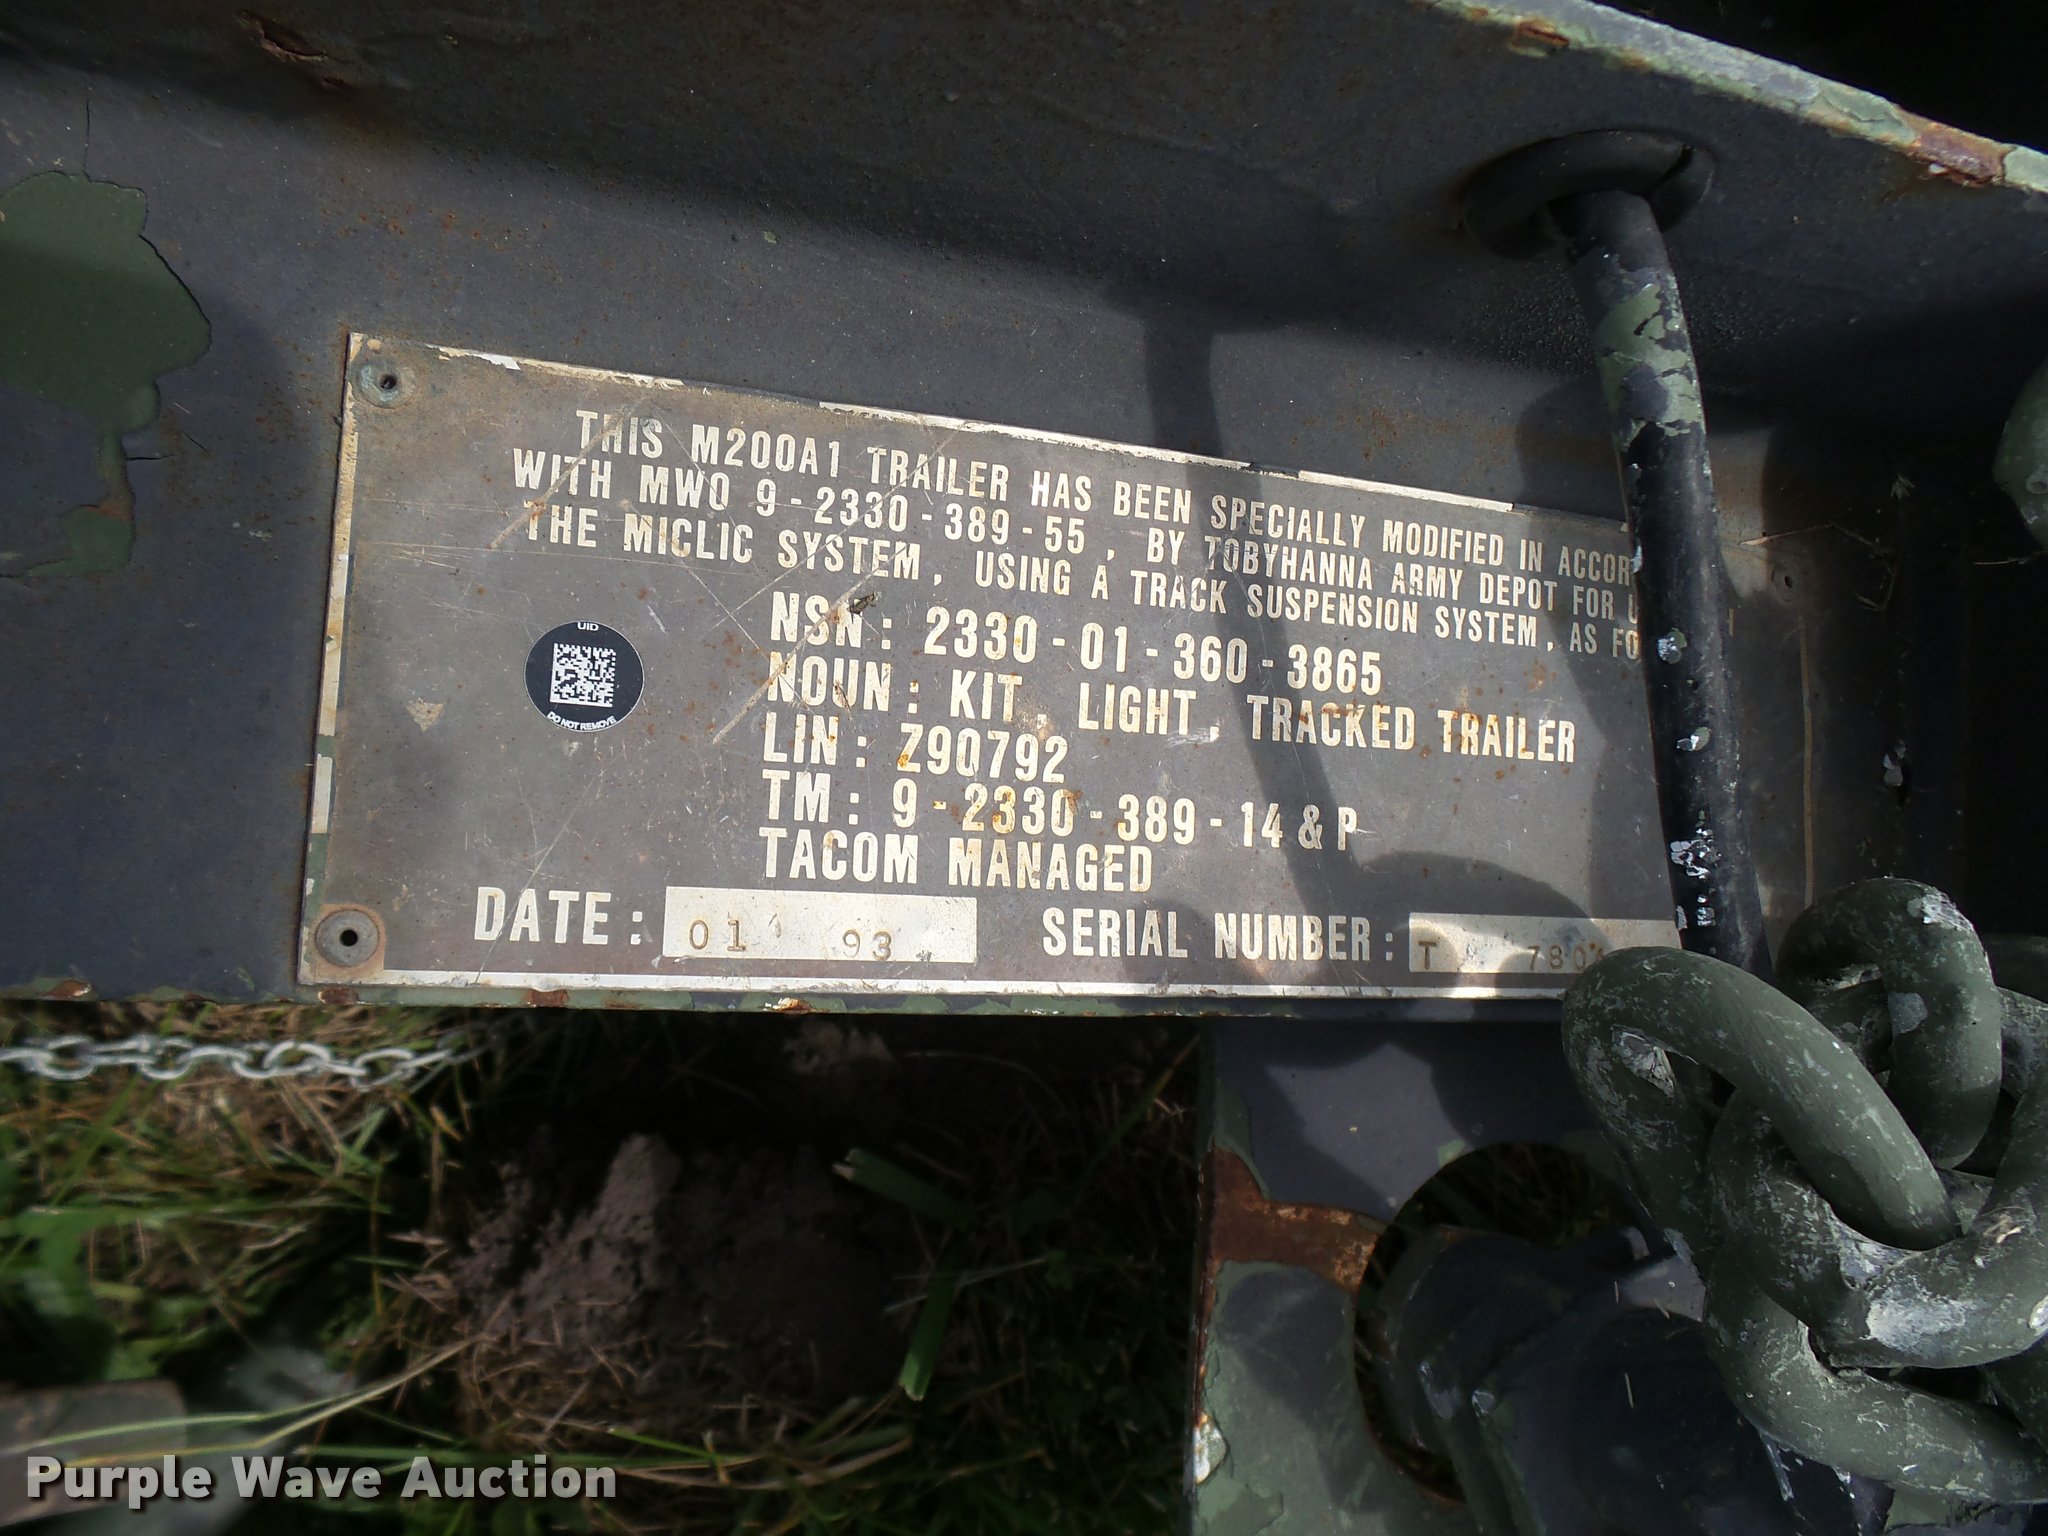 THIS M200A1 TRAILER HAS BEEN SPECIALLY MODIFIED IN ACCOR
WITH MWO 9-2330-389-55, BY TOBYHANNA ARMY DEPOT FOR U
THE MICLIC SYSTEM, USING A TRACK SUSPENSION SYSTEM, AS FO
NSN: 2330-01-360-3865
NOUN: KIT, LIGHT, TRACKED TRAILER
LIN: Z90792
TM: 9-2330-389-14 & P
TACOM MANAGED
DATE: 01 93 SERIAL NUMBER: T 780
UID
DO NOT REMOVE
Purple Wave Auction